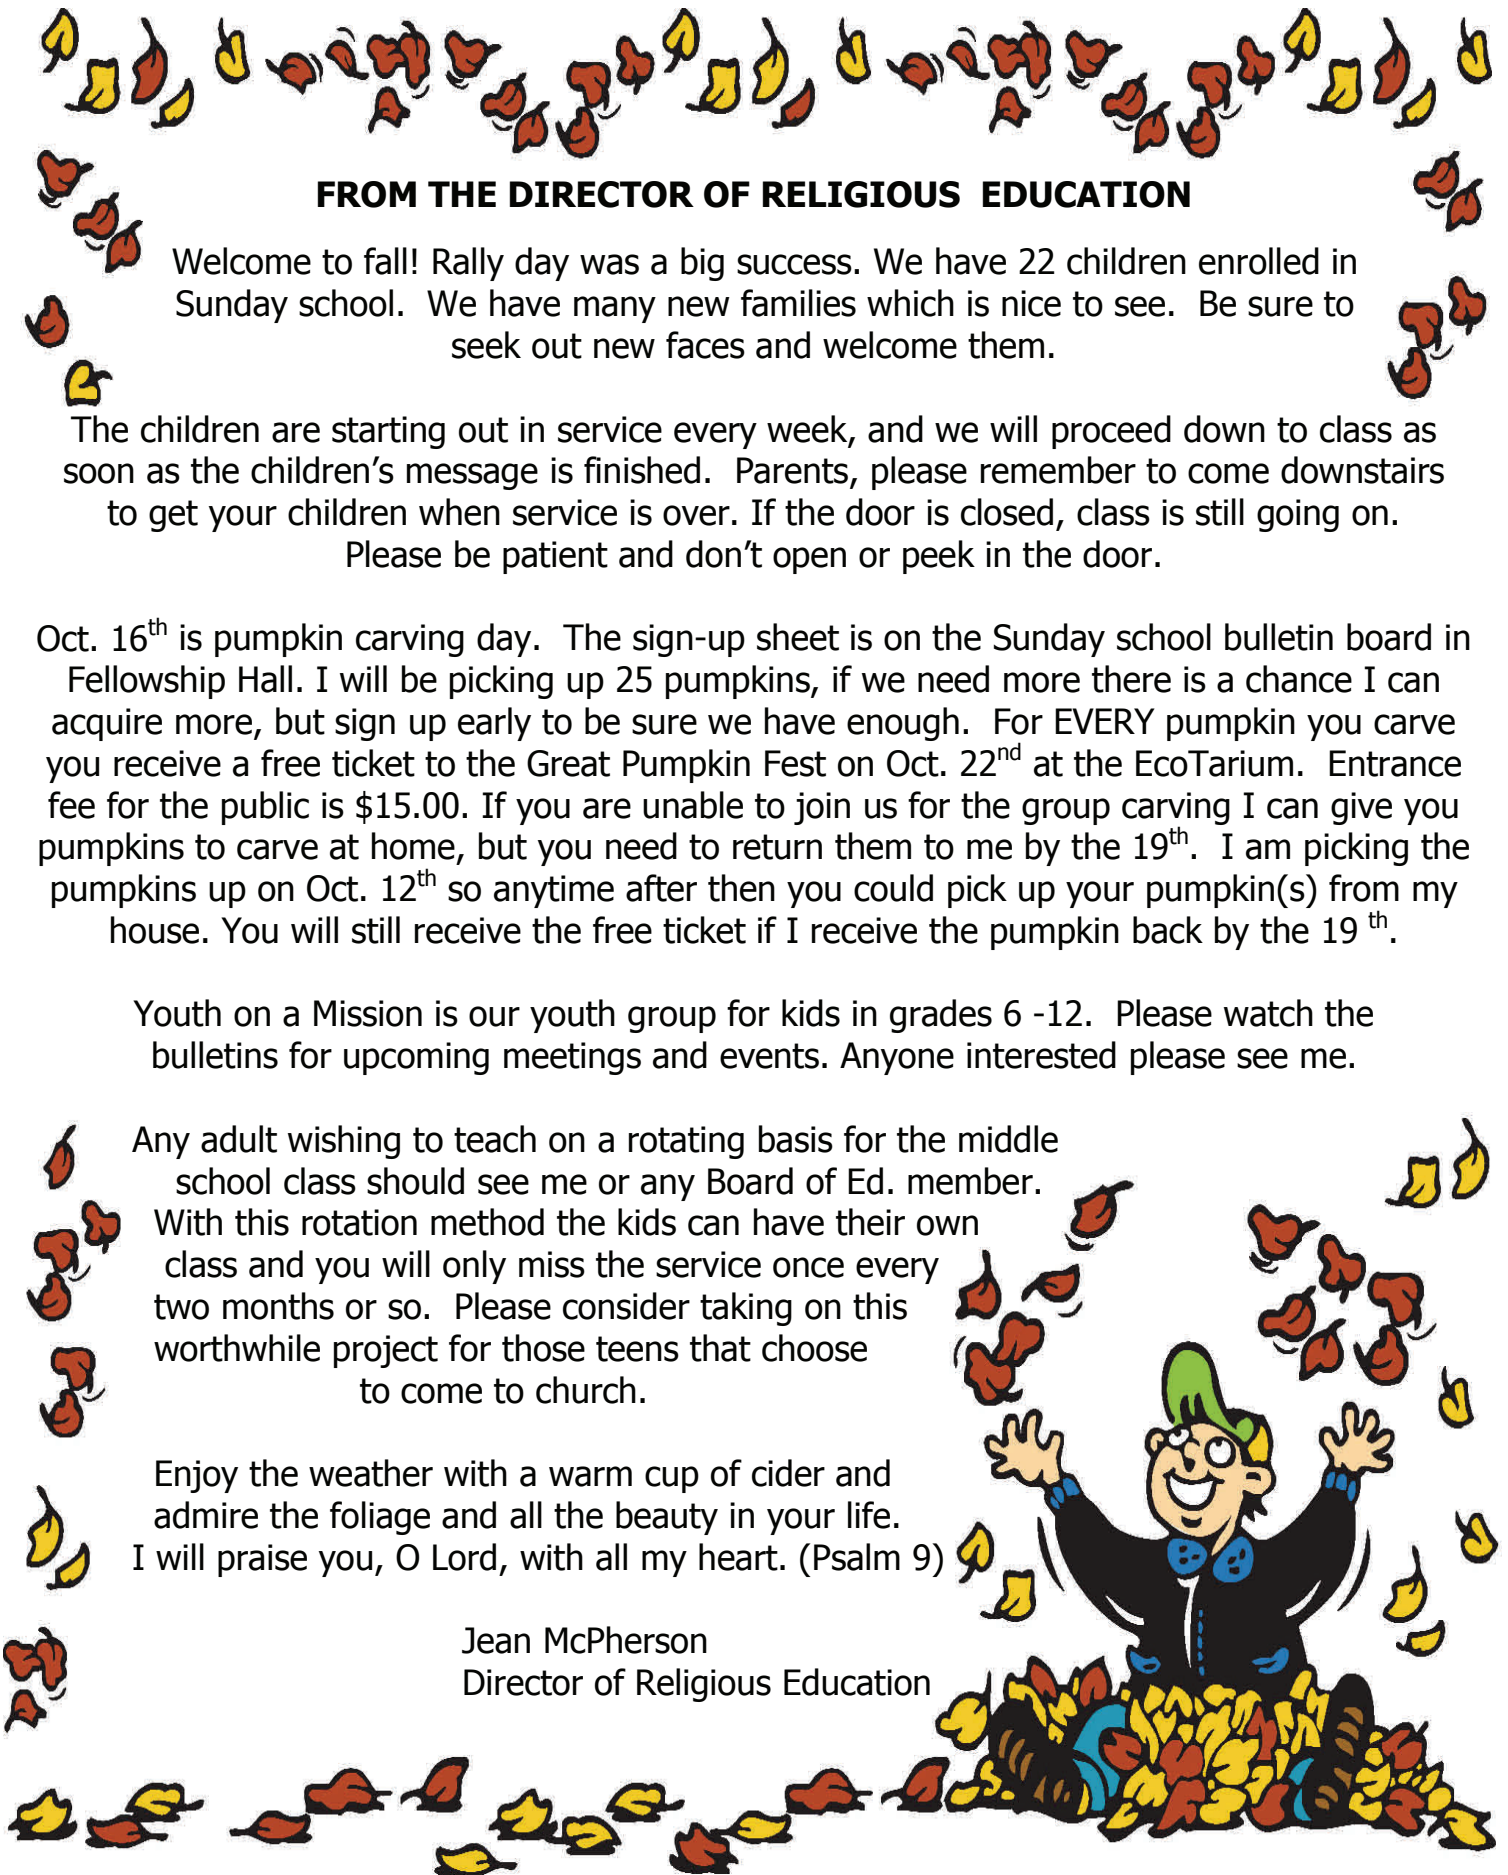 FROM THE DIRECTOR OF RELIGIOUS  EDUCATION
Welcome to fall! Rally day was a big success. We have 22 children enrolled in
Sunday school.  We have many new families which is nice to see.  Be sure to
seek out new faces and welcome them.
The children are starting out in service every week, and we will proceed down to class as
soon as the children’s message is finished.  Parents, please remember to come downstairs
to get your children when service is over. If the door is closed, class is still going on.
Please be patient and don’t open or peek in the door.
Oct. 16th is pumpkin carving day.  The sign-up sheet is on the Sunday school bulletin board in
Fellowship Hall. I will be picking up 25 pumpkins, if we need more there is a chance I can
acquire more, but sign up early to be sure we have enough.  For EVERY pumpkin you carve
you receive a free ticket to the Great Pumpkin Fest on Oct. 22nd at the EcoTarium.  Entrance
fee for the public is $15.00. If you are unable to join us for the group carving I can give you
pumpkins to carve at home, but you need to return them to me by the 19th.  I am picking the
pumpkins up on Oct. 12th so anytime after then you could pick up your pumpkin(s) from my
house. You will still receive the free ticket if I receive the pumpkin back by the 19 th.
Youth on a Mission is our youth group for kids in grades 6 -12.  Please watch the
bulletins for upcoming meetings and events. Anyone interested please see me.
Any adult wishing to teach on a rotating basis for the middle
school class should see me or any Board of Ed. member.
With this rotation method the kids can have their own
class and you will only miss the service once every
two months or so.  Please consider taking on this
worthwhile project for those teens that choose
to come to church.
Enjoy the weather with a warm cup of cider and
admire the foliage and all the beauty in your life.
I will praise you, O Lord, with all my heart. (Psalm 9)
Jean McPherson
Director of Religious Education